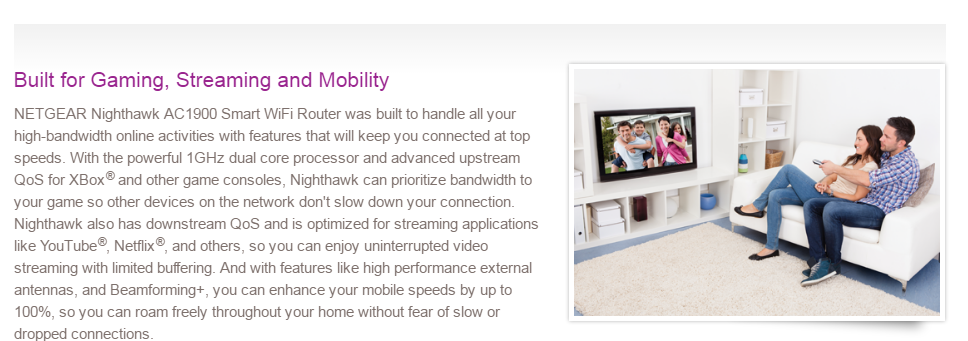 Built for Gaming, Streaming and Mobility
NETGEAR Nighthawk AC1900 Smart WiFi Router was built to handle all your
high-bandwidth online activities with features that will keep you connected at top
speeds. With the powerful 1GHz dual core processor and advanced upstream
QoS for XBox® and other game consoles, Nighthawk can prioritize bandwidth to
your game so other devices on the network don't slow down your connection.
Nighthawk also has downstream QoS and is optimized for streaming applications
like YouTube®, Netflix®, and others, so you can enjoy uninterrupted video
streaming with limited buffering. And with features like high performance external
antennas, and Beamforming+, you can enhance your mobile speeds by up to
100%, so you can roam freely throughout your home without fear of slow or
dropped connections.